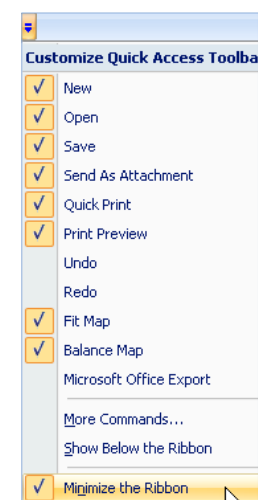 Customize Quick Access Toolba
New
Open
Save
Send As Attachment
Quick Print
Print Preview
Undo
Redo
Fit Map
Balance Map
Microsoft Office Export
More Commands...
Show Below the Ribbon
Minimize the Ribbon